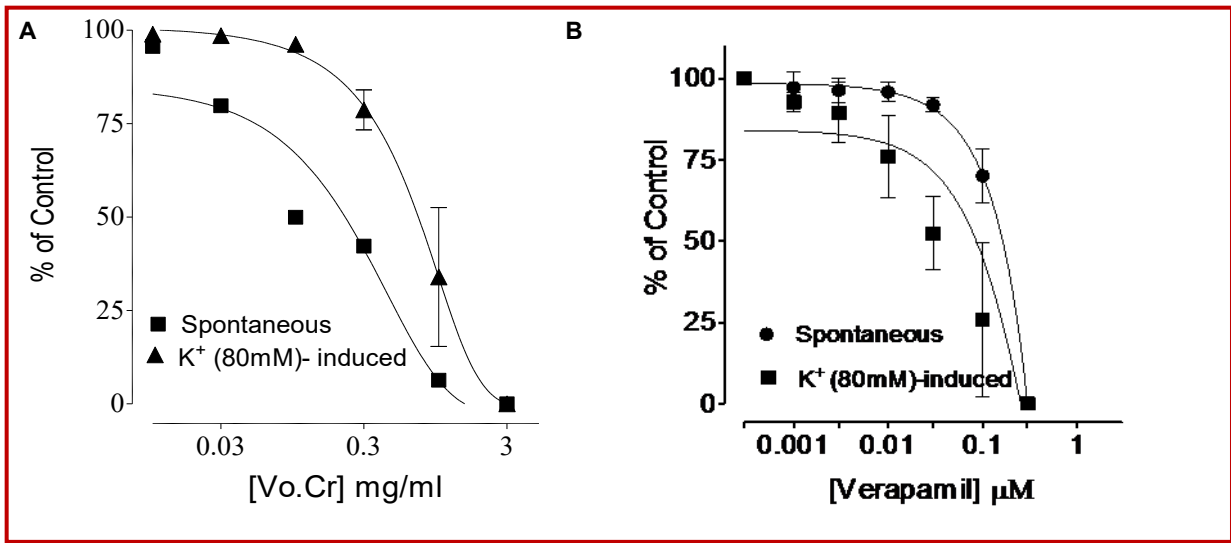 A
% of Control
100
75
50
25
0
Spontaneous
K⁺ (80mM)- induced
0.03
0.3
3
[Vo.Cr] mg/ml
B
% of Control
100
75
50
25
0
Spontaneous
K⁺ (80mM)-induced
0.001
0.01
0.1
1
[Verapamil] μM